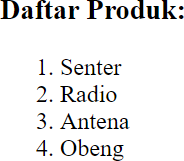 Daftar Produk:
1. Senter
2. Radio
3. Antena
4. Obeng